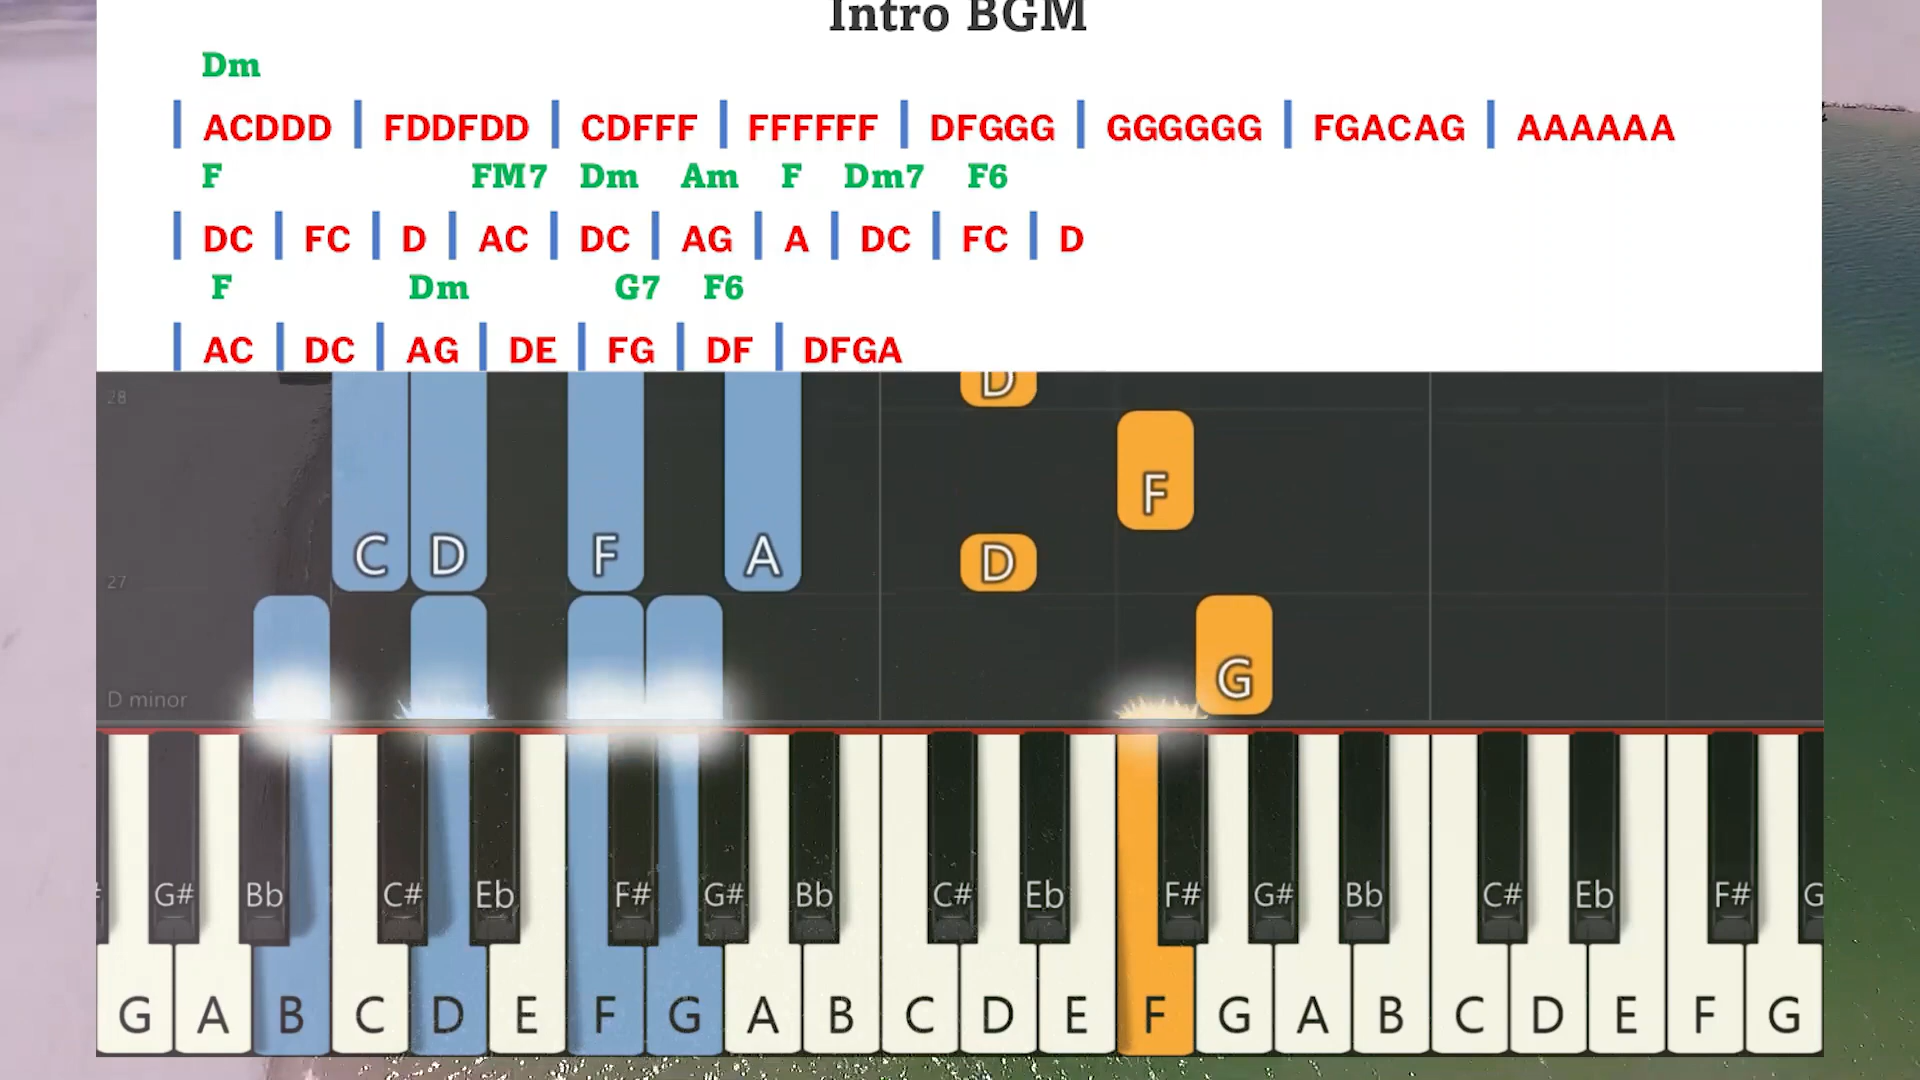 Intro BGM
Dm
| ACDDD | FDDFDD | CDFFF | FFFFFF | DFGGG | GGGGGG | FGACAG | AAAAAA
F FM7 Dm Am F Dm7 F6
| DC | FC | D | AC | DC | AG | A | DC | FC | D
F Dm G7 F6
| AC | DC | AG | DE | FG | DF | DFGA
28
D
F
C D F A
D
27
G
D minor
G# Bb C# Eb F# G# Bb C# Eb F# G# Bb C# Eb F# G
G A B C D E F G A B C D E F G A B C D E F G